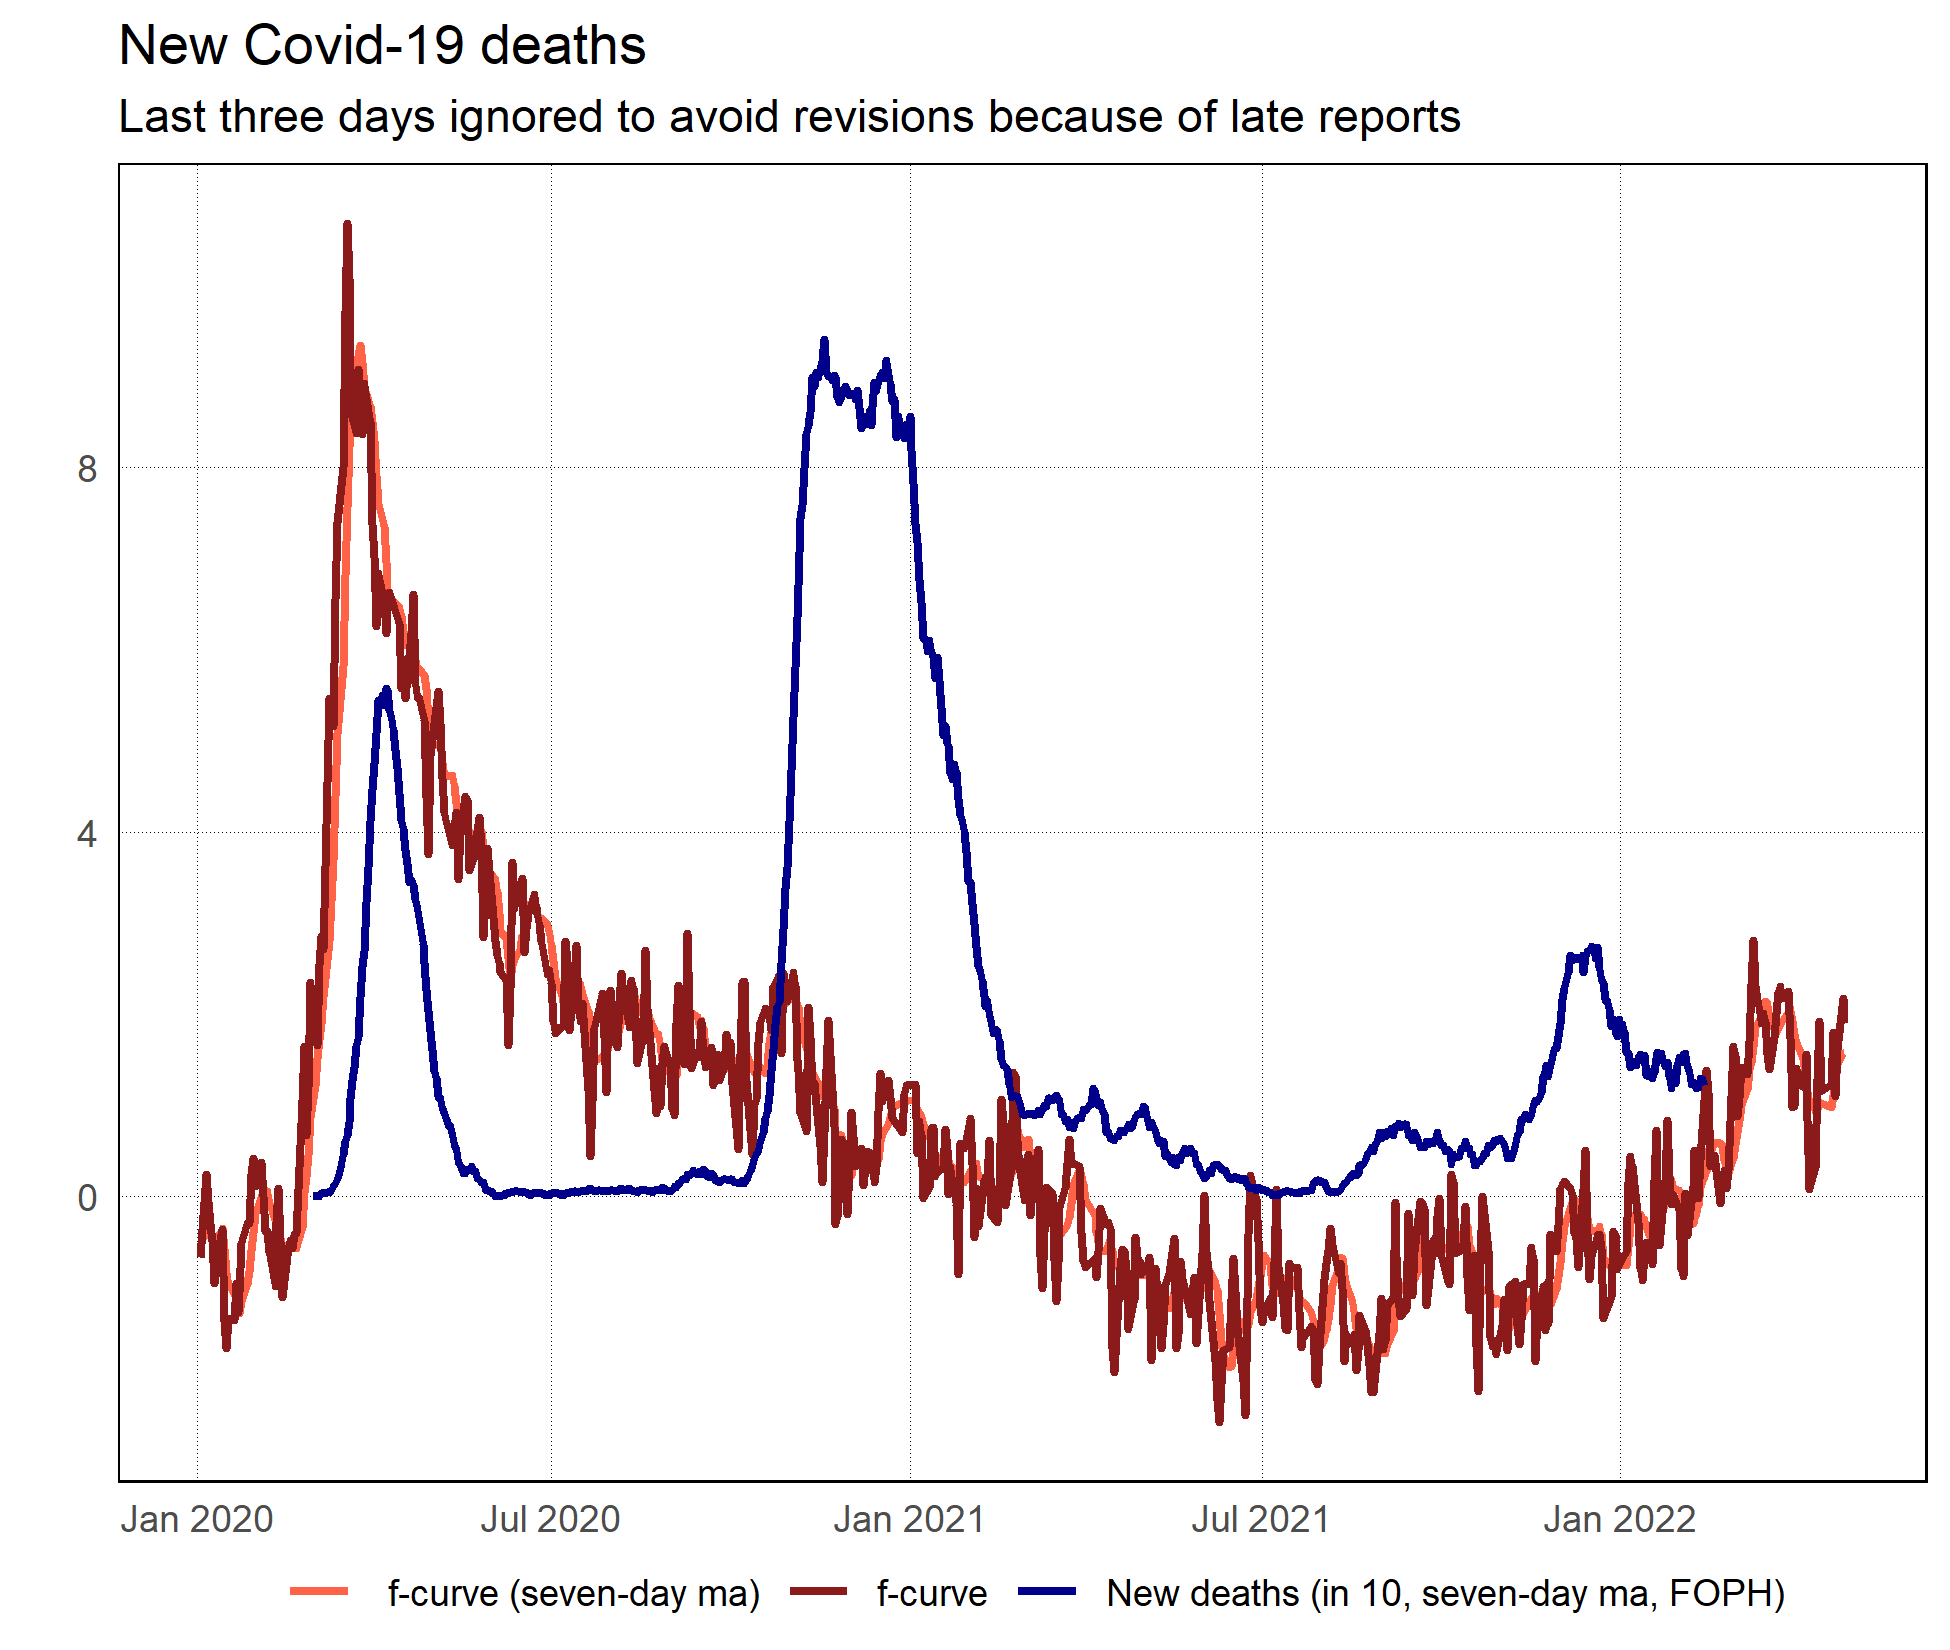 New Covid-19 deaths
Last three days ignored to avoid revisions because of late reports
8
4
0
Jan 2020 Jul 2020 Jan 2021 Jul 2021 Jan 2022
f-curve (seven-day ma) f-curve New deaths (in 10, seven-day ma, FOPH)